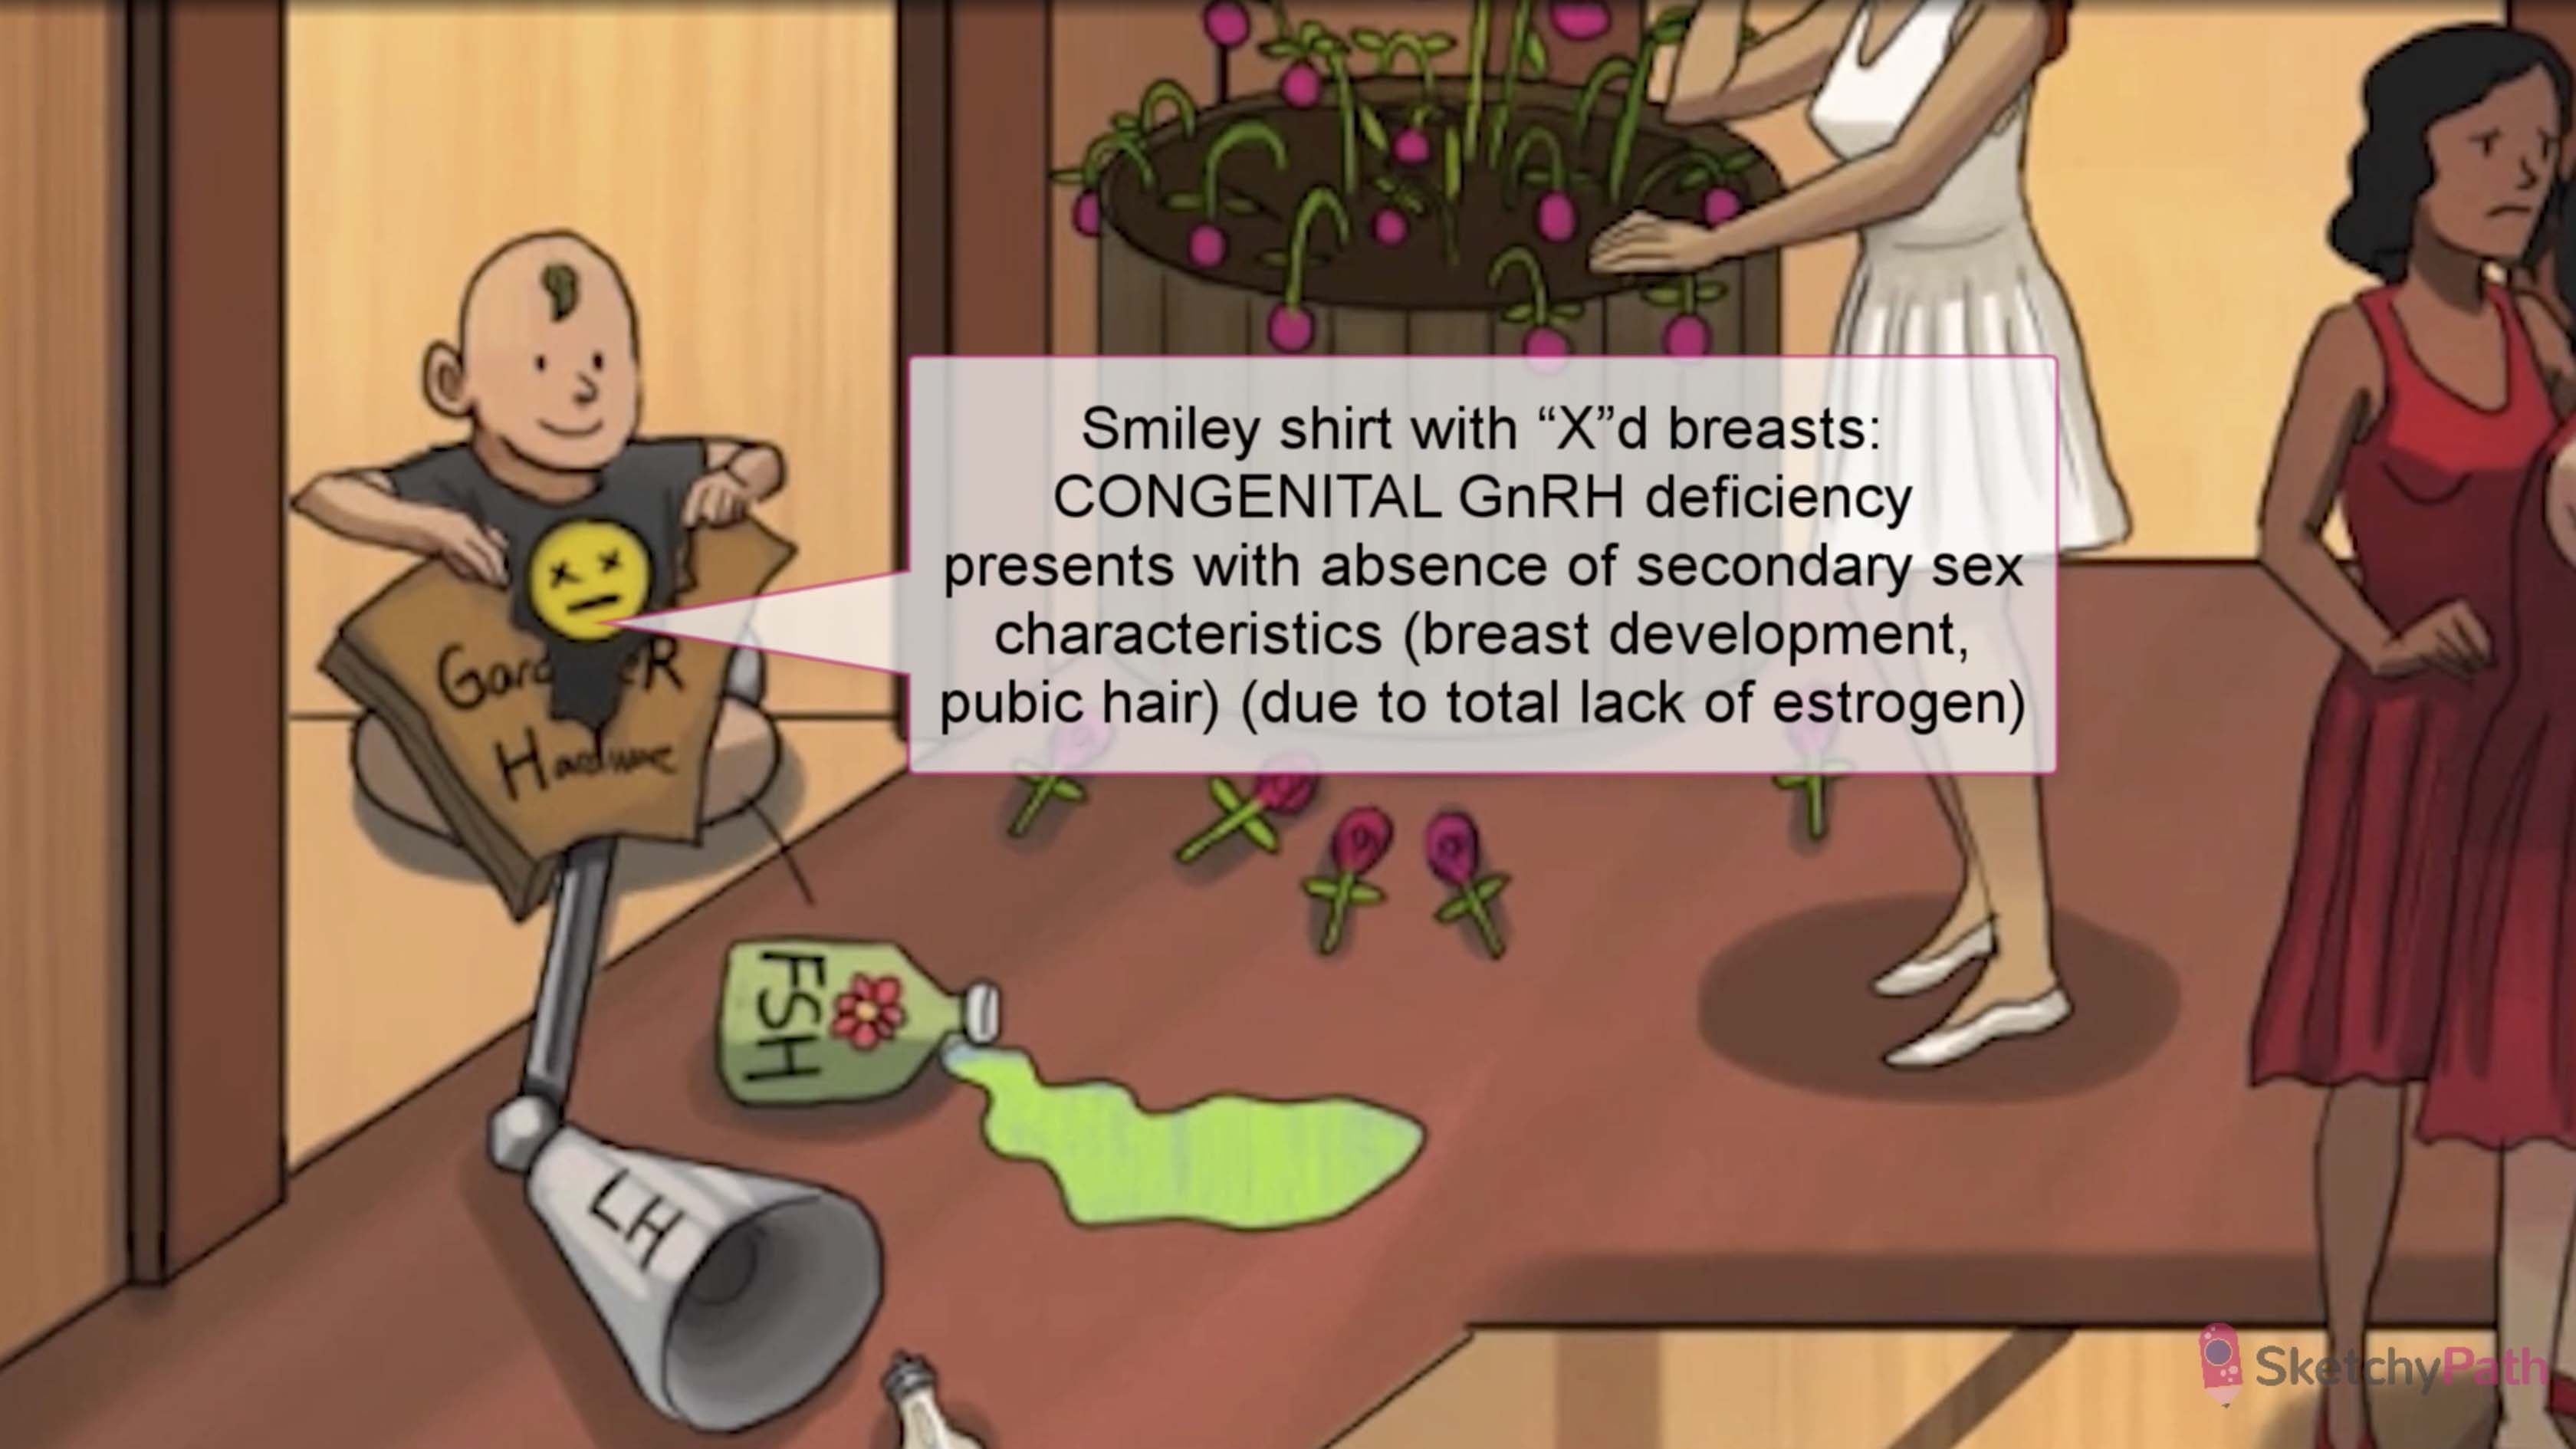 Smiley shirt with “X”d breasts:
CONGENITAL GnRH deficiency
presents with absence of secondary sex
characteristics (breast development,
pubic hair) (due to total lack of estrogen)
Hardware
FSH
LH
SketchyPath